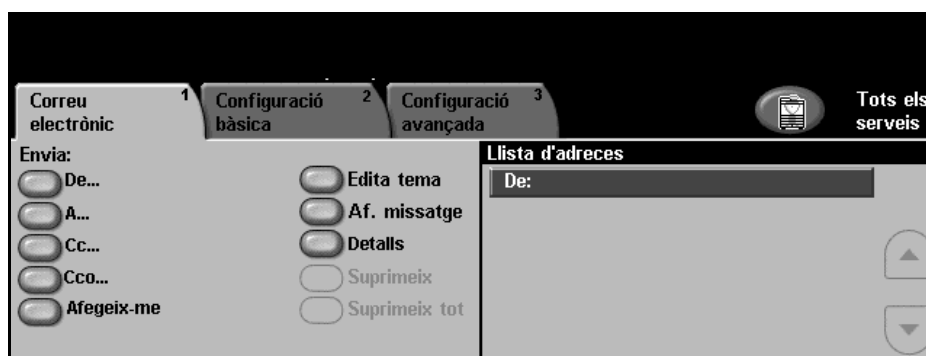 Correu
electrònic
1
Configuració
bàsica
2
Configuració
avançada
3
Tots els
serveis
Envia:
De...
A...
Cc...
Cco...
Afegeix-me
Edita tema
Af. missatge
Detalls
Suprimeix
Suprimeix tot
Llista d'adreces
De: